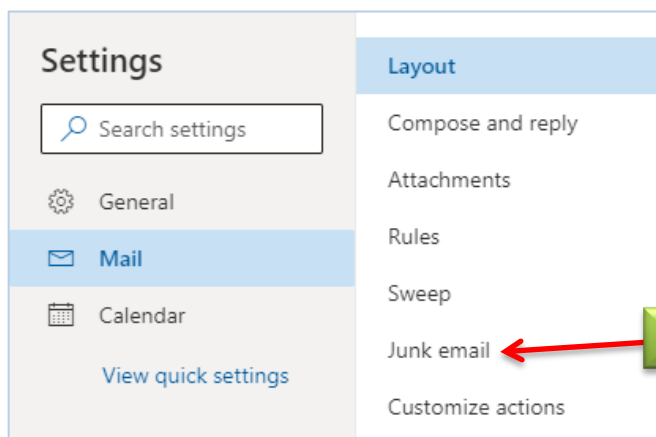 Settings
Search settings
General
Mail
Calendar
View quick settings
Layout
Compose and reply
Attachments
Rules
Sweep
Junk email
Customize actions